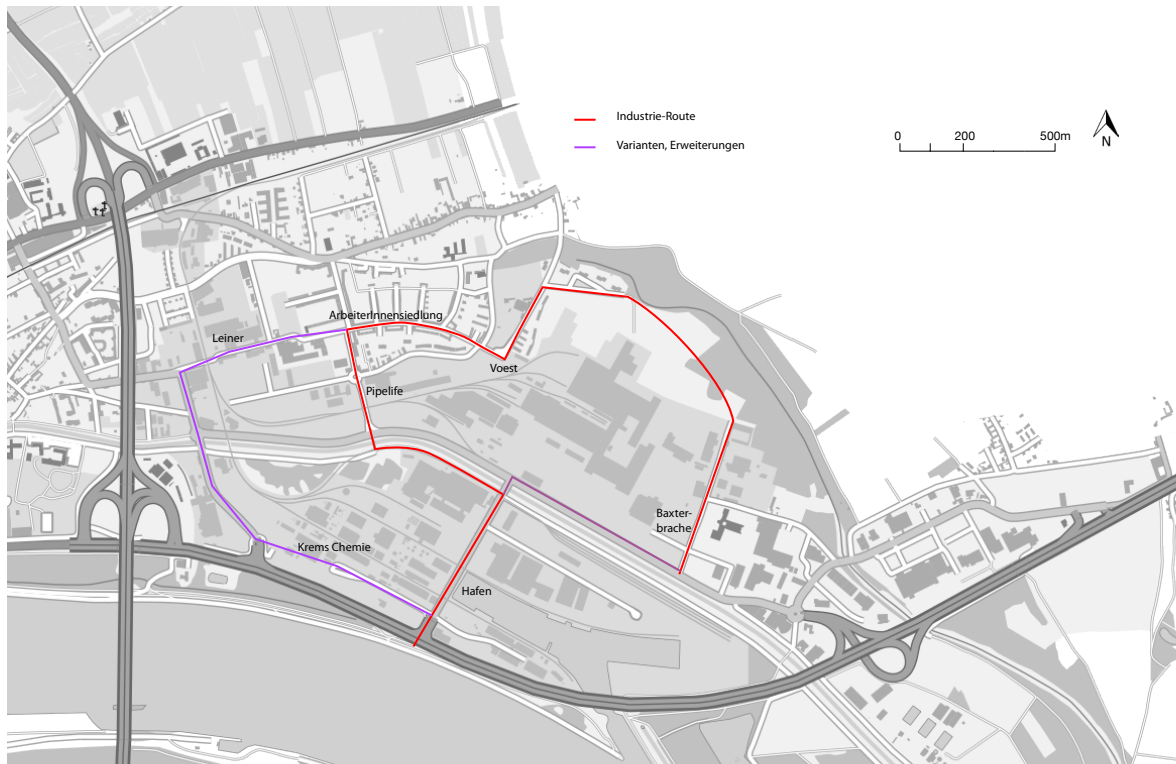 Industrie-Route
Varianten, Erweiterungen
0 200 500m
N
ArbeiterInnensiedlung
Leiner
Voest
Pipelife
Baxter-
brache
Krems Chemie
Hafen